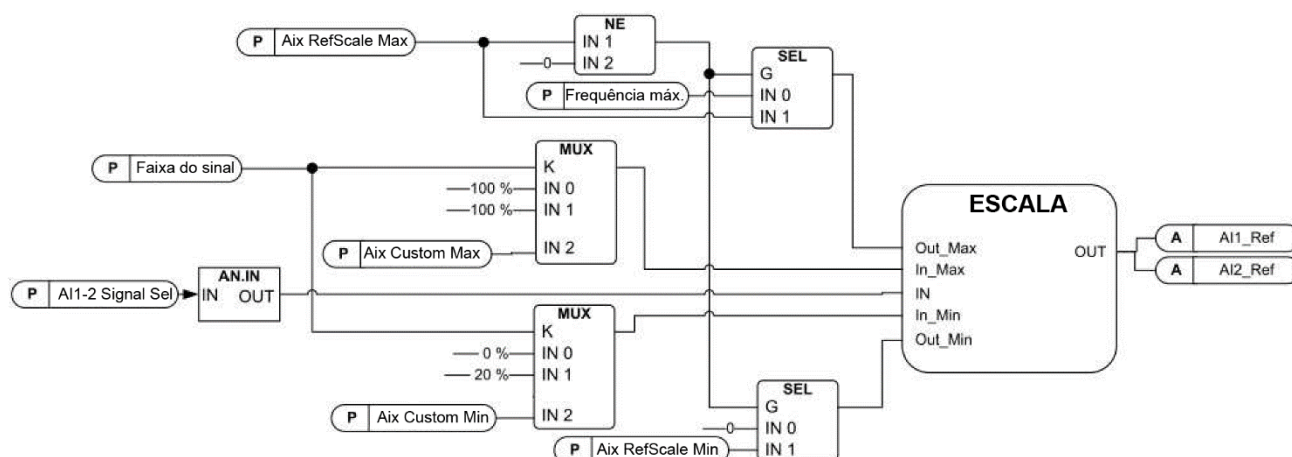 NE
P Aix RefScale Max
IN 1
0 IN 2
SEL
G
P Frequência máx.
IN 0
IN 1
MUX
P Faixa do sinal
K
100 % IN 0
100 % IN 1
P Aix Custom Max
IN 2
ESCALA
Out_Max
In_Max
IN
In_Min
Out_Min
OUT
A AI1_Ref
A AI2_Ref
AN.IN
P AI1-2 Signal Sel
IN OUT
MUX
K
0 % IN 0
20 % IN 1
P Aix Custom Min
IN 2
SEL
G
0 IN 0
P Aix RefScale Min
IN 1